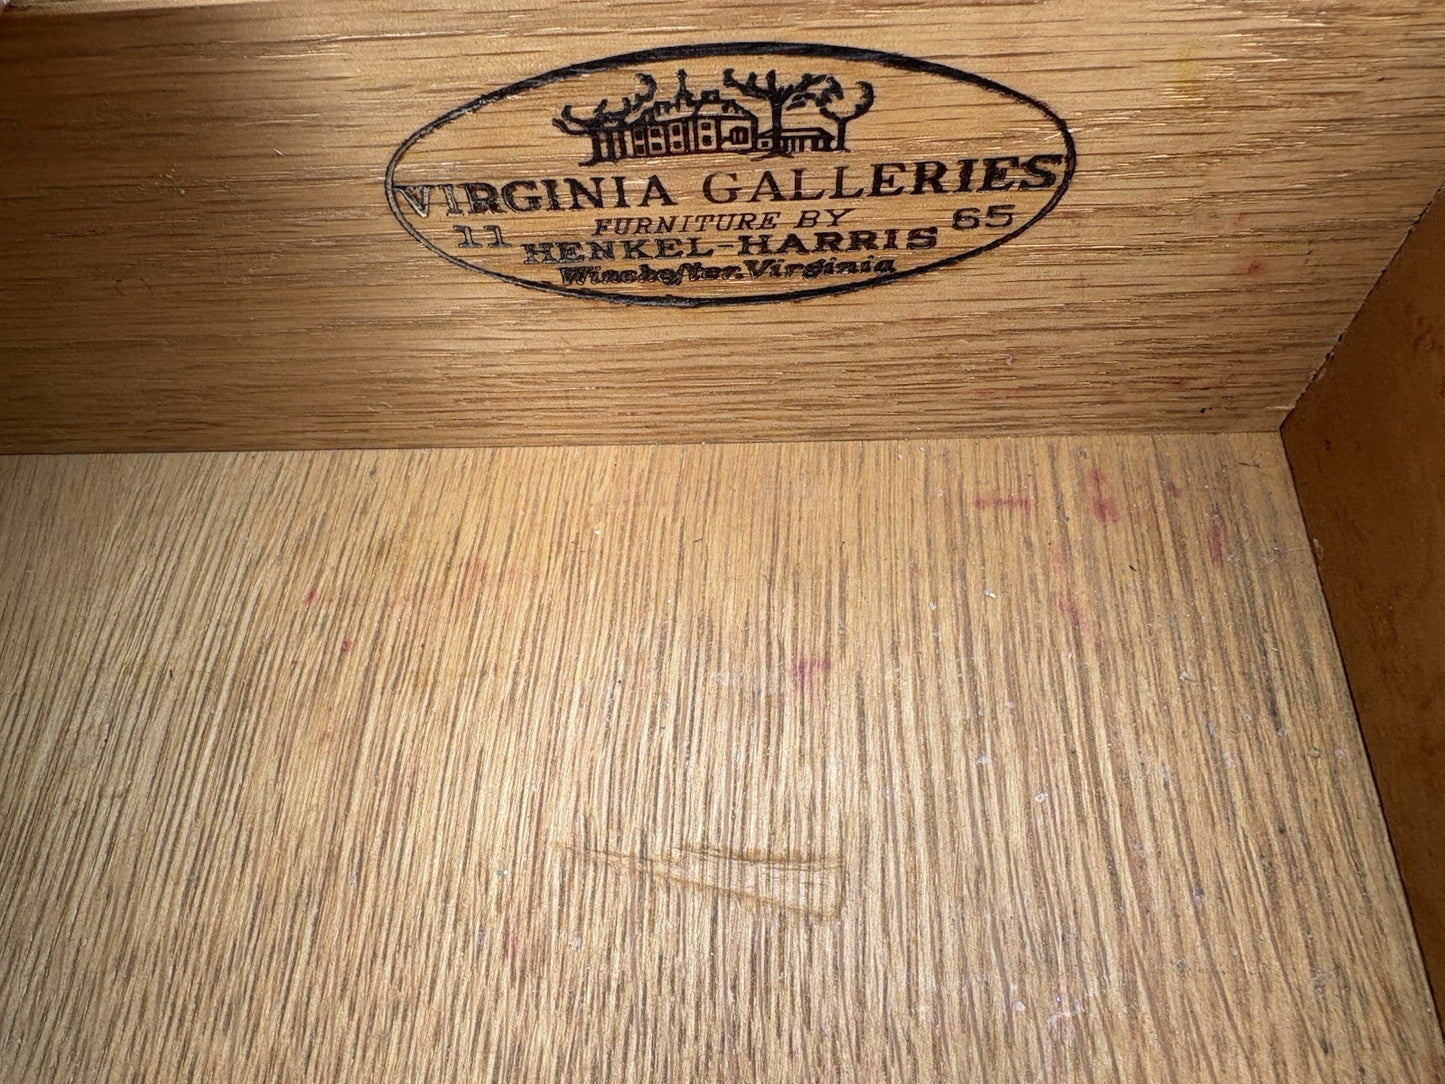 VIRGINIA GALLERIES
FURNITURE BY
11 HENKEL-HARRIS 65
Winchefter, Virginia